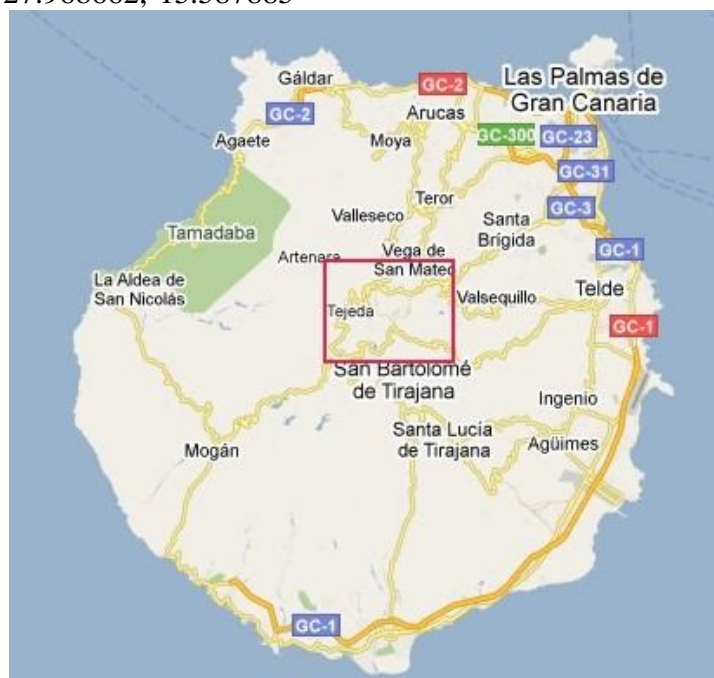 Gáldar
GC-2
Las Palmas de
Gran Canaria
GC-2
Arucas
Agaete
Moya
GC-300
GC-23
GC-31
Teror
Valleseco
GC-3
Santa
Brígida
Tamadaba
Artenara
Vega de
San Mateo
GC-1
La Aldea de
San Nicolás
Tejeda
Valsequillo
Telde
GC-1
San Bartolomé
de Tirajana
Ingenio
Mogán
Santa Lucía
de Tirajana
Agüimes
GC-1